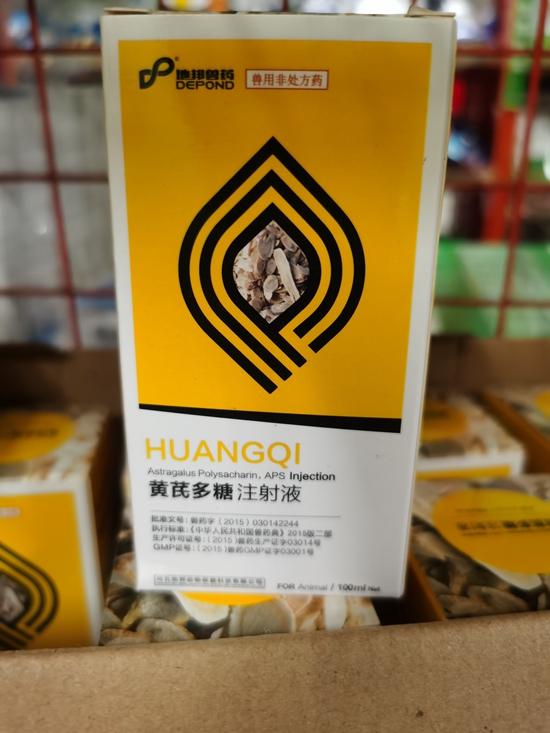 地邦兽药
DEPOND
兽用非处方药
HUANGQI
Astragalus Polysacharin, APS Injection
黄芪多糖注射液
批准文号：兽药字（2015）030142244
执行标准：《中华人民共和国兽药典》2015版二部
生产许可证号：（2015）兽药生产证字03014号
GMP证号：（2015）兽药GMP证字03001号
FOR Animal / 100ml Net